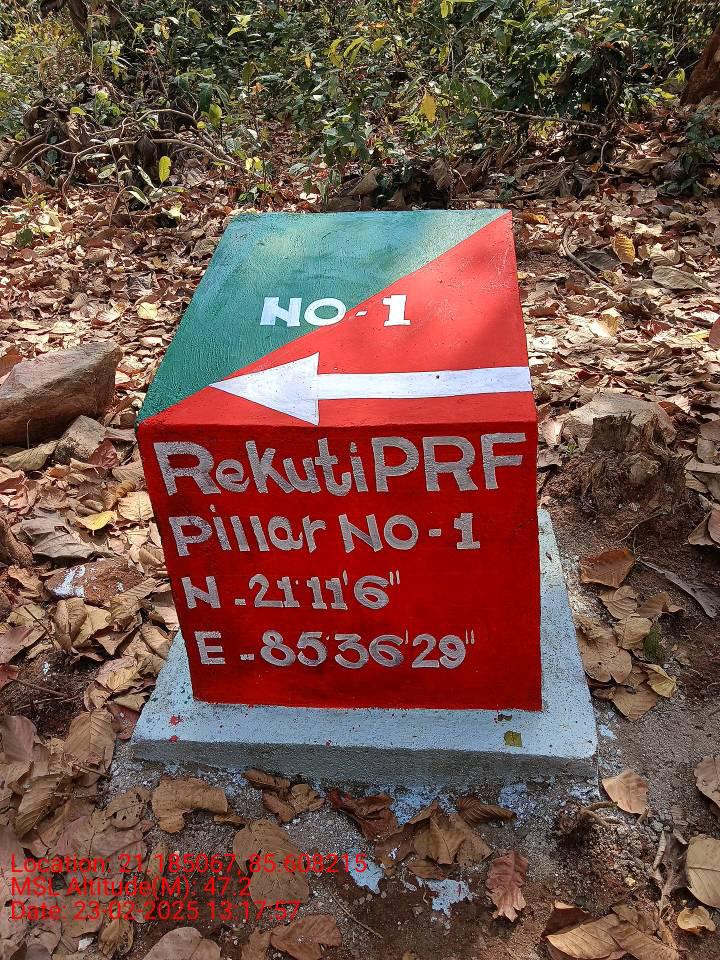 NO-1
RekutiPRF
Pillar NO-1
N-21°11'6"
E-85°36'29"
Location: 21.185067, 85.608215
MSL Altitude(M): 47.2
Date: 23-02-2025 13:17:57